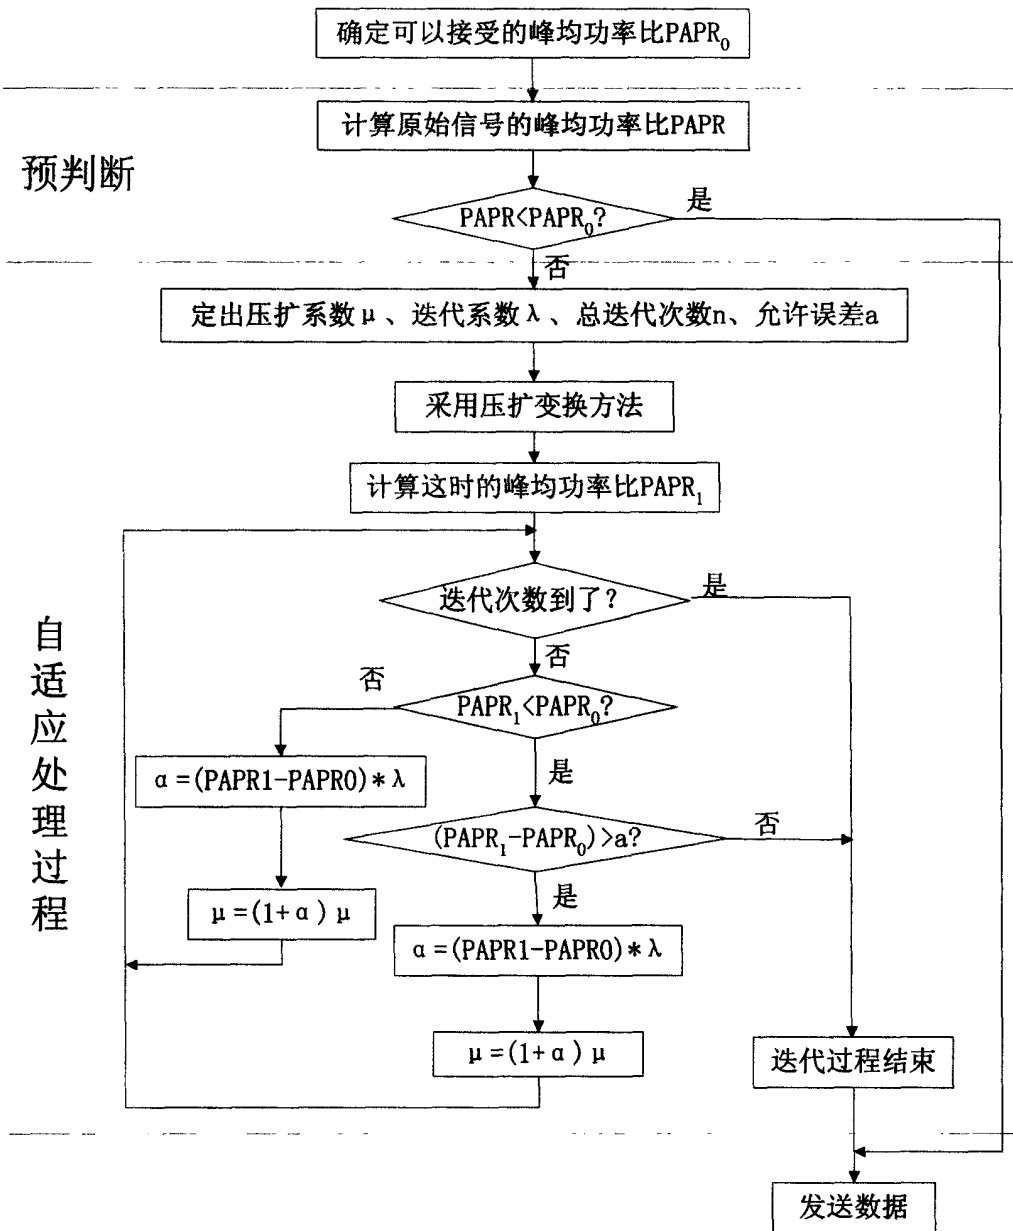 确定可以接受的峰均功率比PAPR₀
计算原始信号的峰均功率比PAPR
预判断
是
PAPR<PAPR₀?
否
定出压扩系数μ、迭代系数λ、总迭代次数n、允许误差a
采用压扩变换方法
计算这时的峰均功率比PAPR₁
迭代次数到了?
是
否
自适应处理过程
否
PAPR₁<PAPR₀?
是
α=(PAPR1-PAPR0)*λ
(PAPR₁-PAPR₀)>a?
否
是
μ=(1+α)μ
α=(PAPR1-PAPR0)*λ
μ=(1+α)μ
迭代过程结束
发送数据